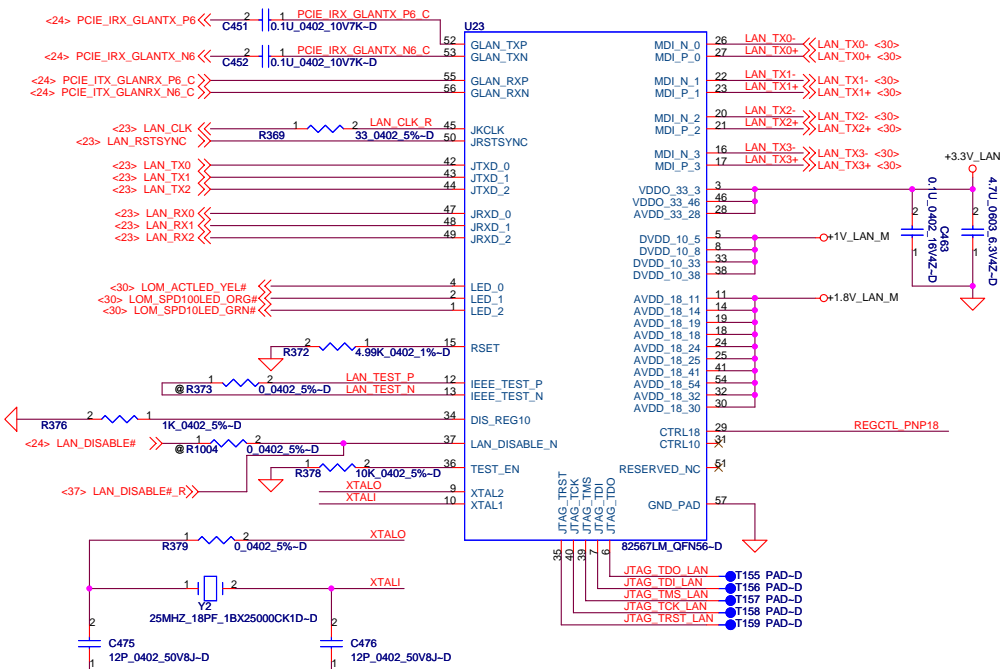 <24> PCIE_IRX_GLANTX_P6 2 1 PCIE_IRX_GLANTX_P6_C
C451 0.1U_0402_10V7K~D
<24> PCIE_IRX_GLANTX_N6 2 1 PCIE_IRX_GLANTX_N6_C
C452 0.1U_0402_10V7K~D
<24> PCIE_ITX_GLANRX_P6_C
<24> PCIE_ITX_GLANRX_N6_C
<23> LAN_CLK 1 2 LAN_CLK_R
R369 33_0402_5%~D
<23> LAN_RSTSYNC
<23> LAN_TX0
<23> LAN_TX1
<23> LAN_TX2
<23> LAN_RX0
<23> LAN_RX1
<23> LAN_RX2
<30> LOM_ACTLED_YEL#
<30> LOM_SPD100LED_ORG#
<30> LOM_SPD10LED_GRN#
R372 2 1 4.99K_0402_1%~D
@R373 1 2 0_0402_5%~D
LAN_TEST_P
LAN_TEST_N
R376 2 1 1K_0402_5%~D
<24> LAN_DISABLE#
@R1004 1 2 0_0402_5%~D
R378 1 2 10K_0402_5%~D
<37> LAN_DISABLE#_R
XTALO
XTALI
U23
52 GLAN_TXP
53 GLAN_TXN
55 GLAN_RXP
56 GLAN_RXN
45 JKCLK
50 JRSTSYNC
42 JTXD_0
43 JTXD_1
44 JTXD_2
47 JRXD_0
48 JRXD_1
49 JRXD_2
4 LED_0
2 LED_1
1 LED_2
15 RSET
12 IEEE_TEST_P
13 IEEE_TEST_N
34 DIS_REG10
37 LAN_DISABLE_N
36 TEST_EN
9 XTAL2
10 XTAL1
MDI_N_0 26 LAN_TX0- LAN_TX0- <30>
MDI_P_0 27 LAN_TX0+ LAN_TX0+ <30>
MDI_N_1 22 LAN_TX1- LAN_TX1- <30>
MDI_P_1 23 LAN_TX1+ LAN_TX1+ <30>
MDI_N_2 20 LAN_TX2- LAN_TX2- <30>
MDI_P_2 21 LAN_TX2+ LAN_TX2+ <30>
MDI_N_3 16 LAN_TX3- LAN_TX3- <30>
MDI_P_3 17 LAN_TX3+ LAN_TX3+ <30>
VDDO_33_3 3
VDDO_33_46 46
AVDD_33_28 28
DVDD_10_5 5
DVDD_10_8 8
DVDD_10_33 33
DVDD_10_38 38
AVDD_18_11 11
AVDD_18_14 14
AVDD_18_19 19
AVDD_18_18 18
AVDD_18_24 24
AVDD_18_25 25
AVDD_18_41 41
AVDD_18_54 54
AVDD_18_32 32
AVDD_18_30 30
CTRL18 29 REGCTL_PNP18
CTRL10 31
RESERVED_NC 51
GND_PAD 57
+3.3V_LAN
+1V_LAN_M
+1.8V_LAN_M
C463
2
1
0.1U_0402_16V4Z~D
2
1
4.7U_0603_6.3V4Z~D
JTAG_TRST
JTAG_TCK
JTAG_TMS
JTAG_TDI
JTAG_TDO
35
40
39
7
6
82567LM_QFN56~D
JTAG_TDO_LAN T155 PAD~D
JTAG_TDI_LAN T156 PAD~D
JTAG_TMS_LAN T157 PAD~D
JTAG_TCK_LAN T158 PAD~D
JTAG_TRST_LAN T159 PAD~D
R379 1 2 0_0402_5%~D XTALO
1 2 XTALI
Y2
25MHZ_18PF_1BX25000CK1D~D
2
C475
12P_0402_50V8J~D
1
2
C476
12P_0402_50V8J~D
1